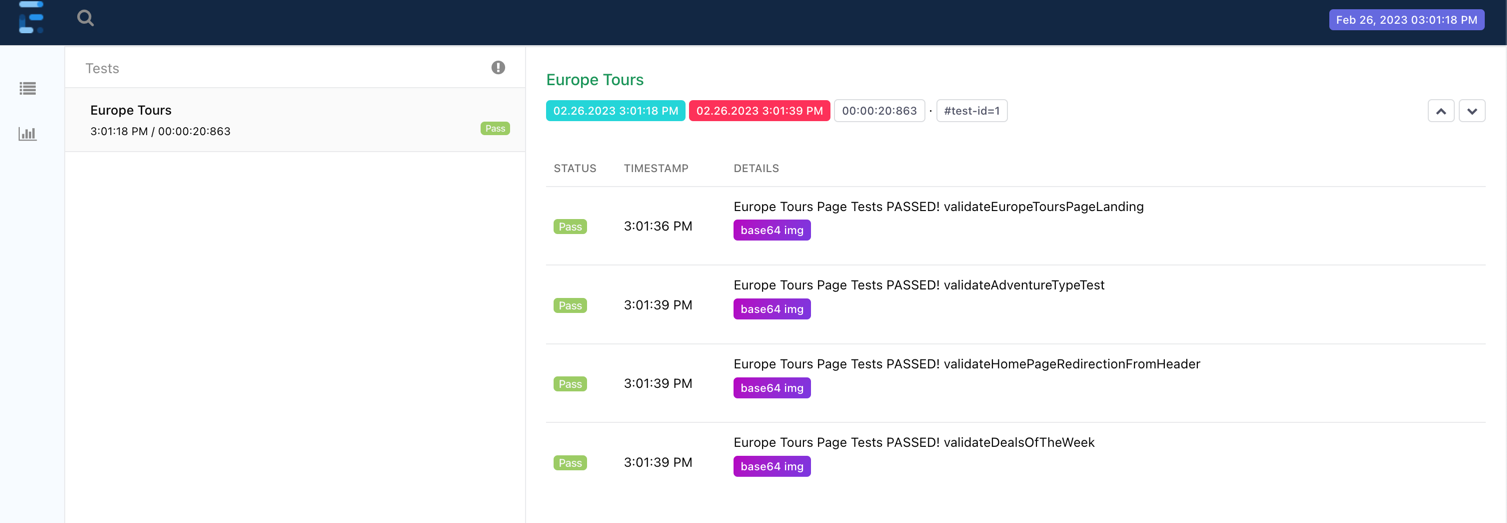 Feb 26, 2023 03:01:18 PM
Tests
Europe Tours
3:01:18 PM / 00:00:20:863
Pass
Europe Tours
02.26.2023 3:01:18 PM 02.26.2023 3:01:39 PM 00:00:20:863 · #test-id=1
STATUS TIMESTAMP DETAILS
Europe Tours Page Tests PASSED! validateEuropeToursPageLanding
Pass 3:01:36 PM
base64 img
Europe Tours Page Tests PASSED! validateAdventureTypeTest
Pass 3:01:39 PM
base64 img
Europe Tours Page Tests PASSED! validateHomePageRedirectionFromHeader
Pass 3:01:39 PM
base64 img
Europe Tours Page Tests PASSED! validateDealsOfTheWeek
Pass 3:01:39 PM
base64 img